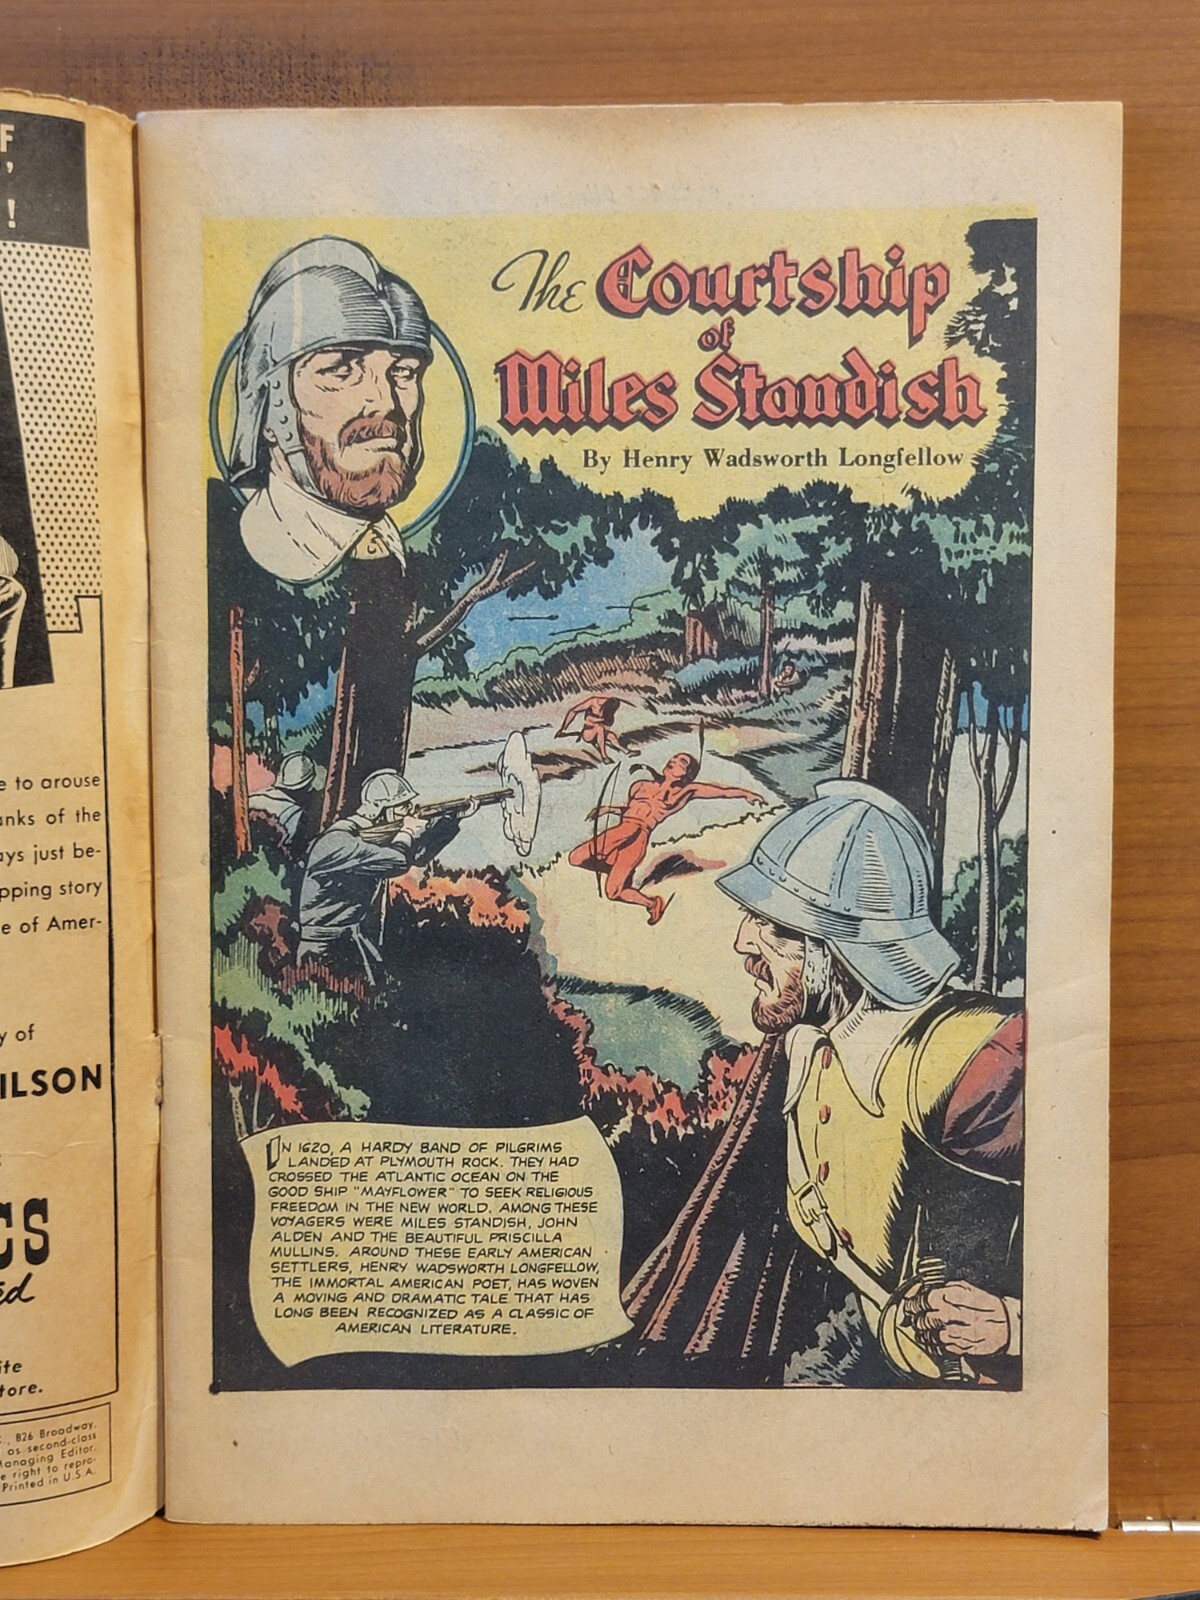 F
,
!
e to arouse
anks of the
ays just be-
pping story
e of Amer-
y of
ILSON
s
CS
ed
ite
tore.
., 826 Broadway,
as second-class
Managing Editor.
e right to repro-
Printed in U.S.A.
The Courtship
of
Miles Standish
By Henry Wadsworth Longfellow
IN 1620, A HARDY BAND OF PILGRIMS
LANDED AT PLYMOUTH ROCK. THEY HAD
CROSSED THE ATLANTIC OCEAN ON THE
GOOD SHIP "MAYFLOWER" TO SEEK RELIGIOUS
FREEDOM IN THE NEW WORLD. AMONG THESE
VOYAGERS WERE MILES STANDISH, JOHN
ALDEN AND THE BEAUTIFUL PRISCILLA
MULLINS. AROUND THESE EARLY AMERICAN
SETTLERS, HENRY WADSWORTH LONGFELLOW,
THE IMMORTAL AMERICAN POET, HAS WOVEN
A MOVING AND DRAMATIC TALE THAT HAS
LONG BEEN RECOGNIZED AS A CLASSIC OF
AMERICAN LITERATURE.